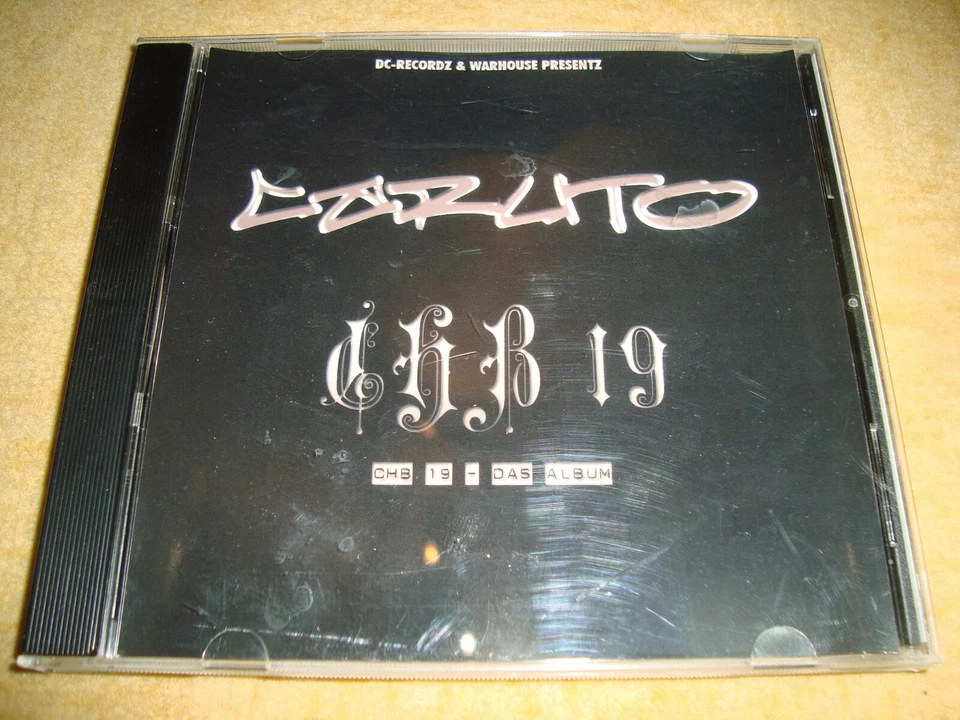 DC-RECORDZ & WARHOUSE PRESENTZ
CARUTO
CHB 19
CHB 19 - DAS ALBUM